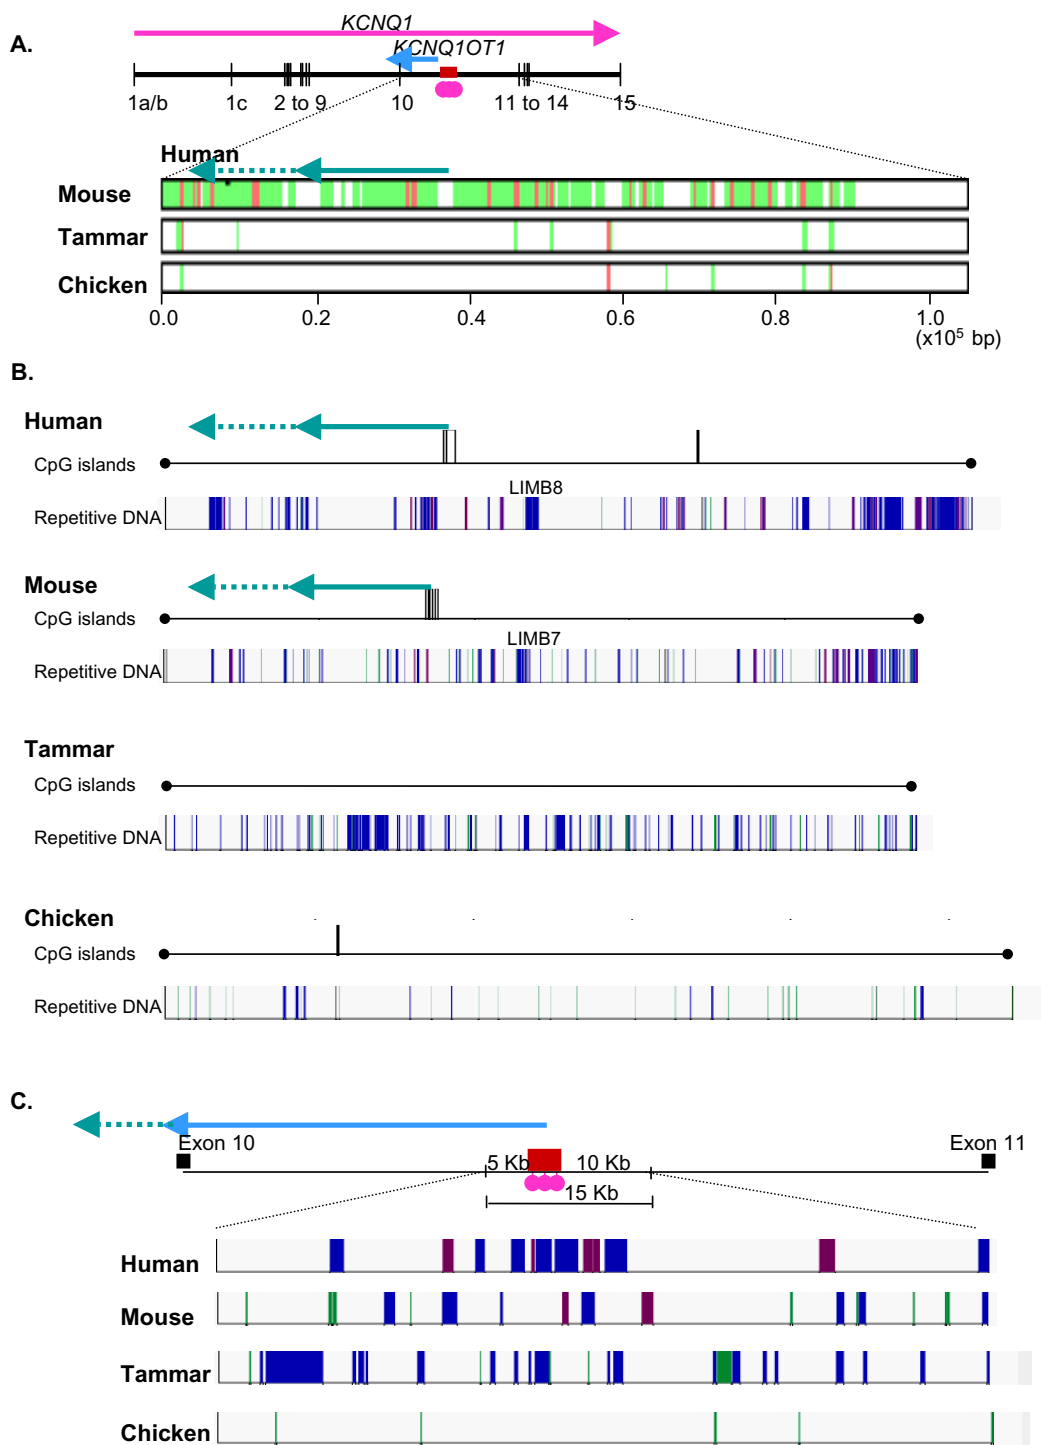 A.
KCNQ1
KCNQ1OT1
1a/b 1c 2 to 9 10 11 to 14 15
Human
Mouse
Tammar
Chicken
0.0 0.2 0.4 0.6 0.8 1.0
(x10⁵ bp)
B.
Human
CpG islands
LIMB8
Repetitive DNA
Mouse
CpG islands
LIMB7
Repetitive DNA
Tammar
CpG islands
Repetitive DNA
Chicken
CpG islands
Repetitive DNA
C.
Exon 10 Exon 11
5 Kb 10 Kb
15 Kb
Human
Mouse
Tammar
Chicken